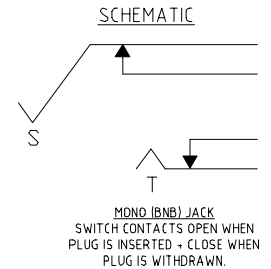 SCHEMATIC
S
T
MONO (BNB) JACK
SWITCH CONTACTS OPEN WHEN
PLUG IS INSERTED + CLOSE WHEN
PLUG IS WITHDRAWN.